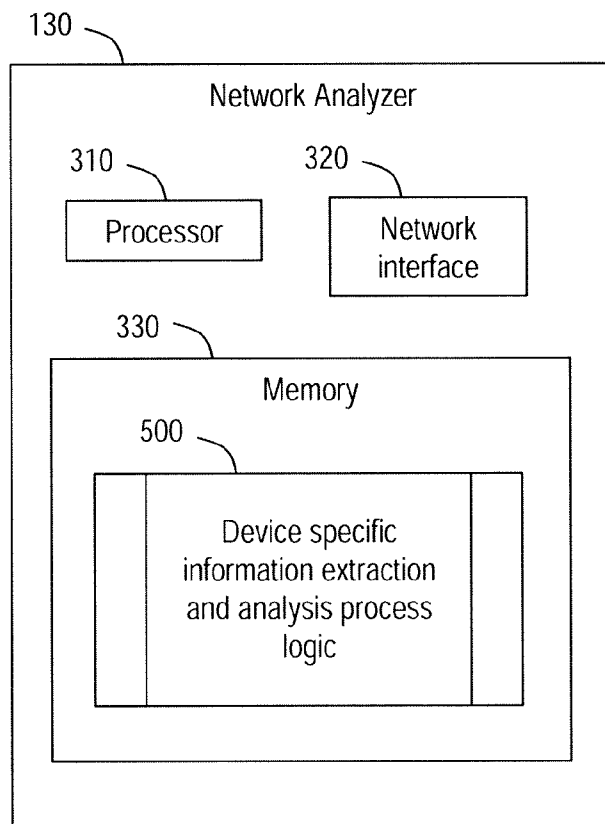 130
Network Analyzer
310
320
Processor
Network
interface
330
Memory
500
Device specific
information extraction
and analysis process
logic